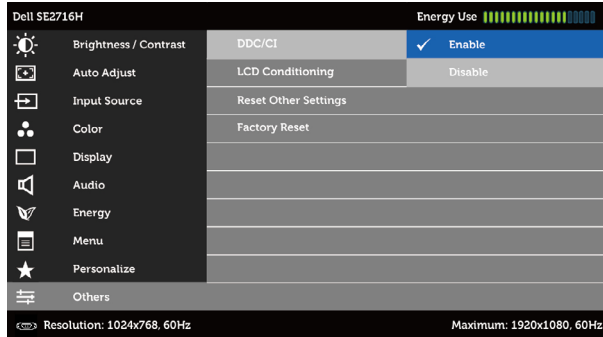 Dell SE2716H
Energy Use
Brightness / Contrast
DDC/CI
Enable
Auto Adjust
LCD Conditioning
Disable
Input Source
Reset Other Settings
Color
Factory Reset
Display
Audio
Energy
Menu
Personalize
Others
Resolution: 1024x768, 60Hz
Maximum: 1920x1080, 60Hz